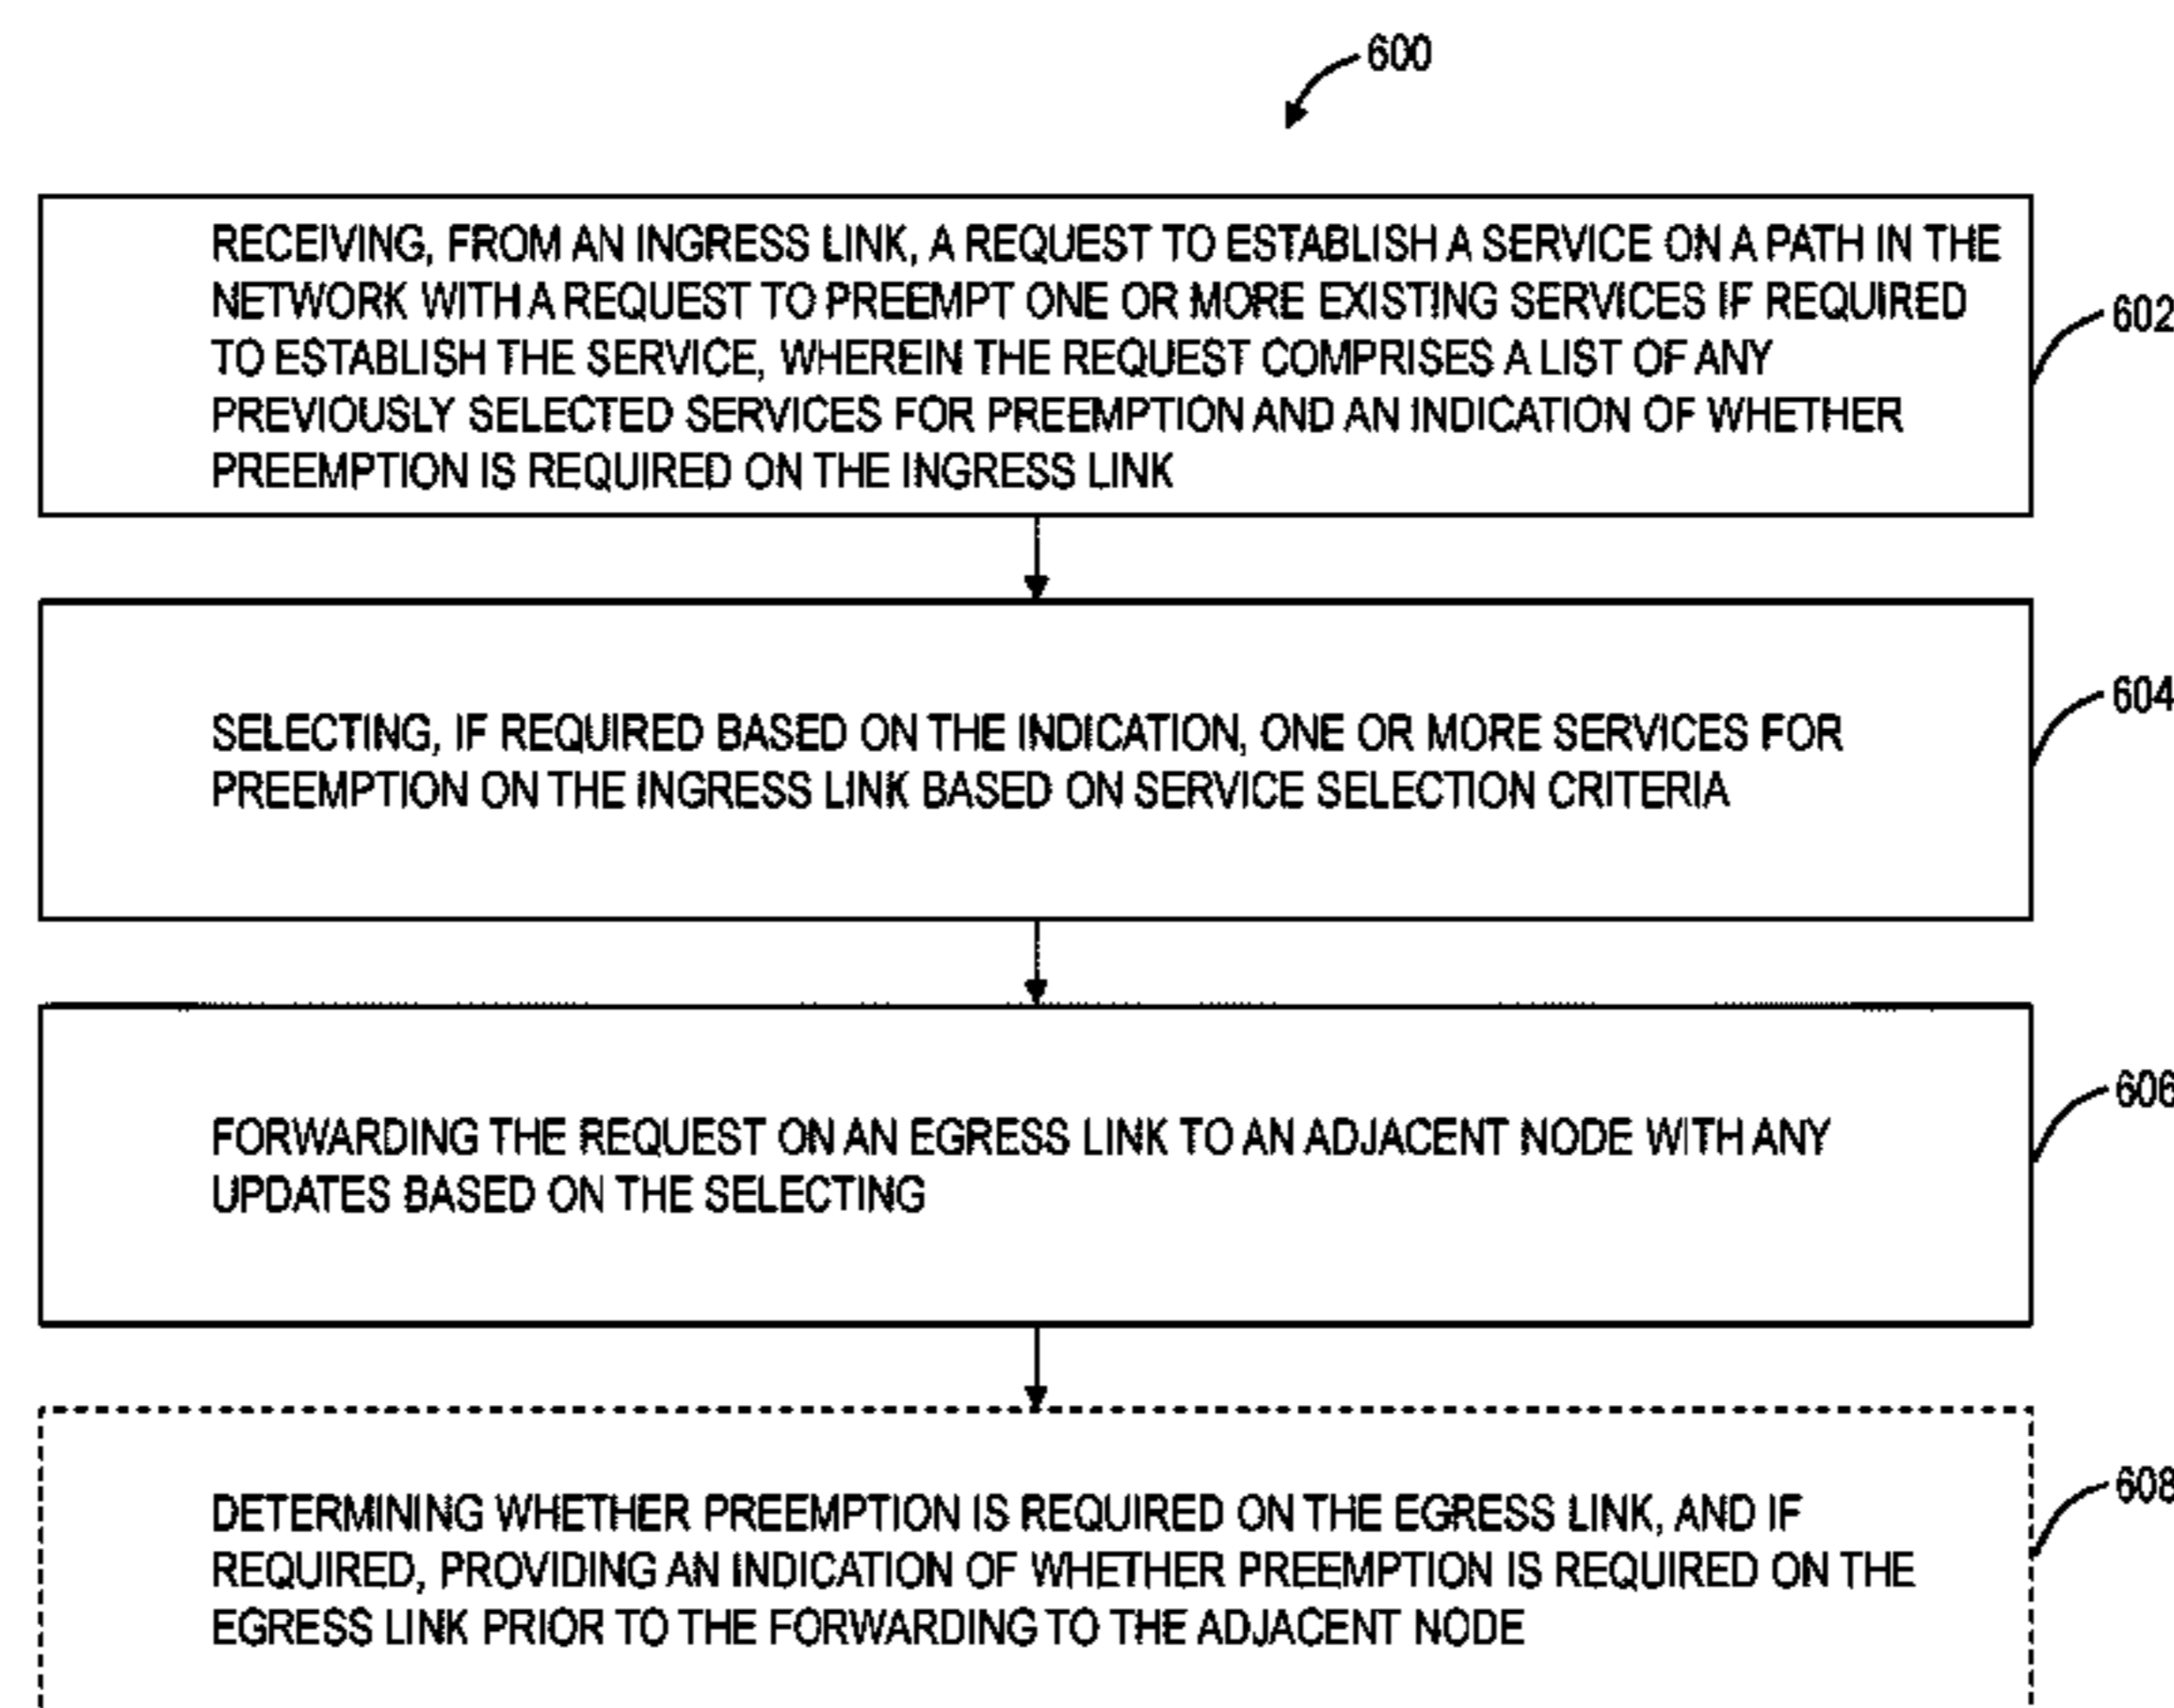 600
RECEIVING, FROM AN INGRESS LINK, A REQUEST TO ESTABLISH A SERVICE ON A PATH IN THE
NETWORK WITH A REQUEST TO PREEMPT ONE OR MORE EXISTING SERVICES IF REQUIRED
TO ESTABLISH THE SERVICE, WHEREIN THE REQUEST COMPRISES A LIST OF ANY
PREVIOUSLY SELECTED SERVICES FOR PREEMPTION AND AN INDICATION OF WHETHER
PREEMPTION IS REQUIRED ON THE INGRESS LINK
602
SELECTING, IF REQUIRED BASED ON THE INDICATION, ONE OR MORE SERVICES FOR
PREEMPTION ON THE INGRESS LINK BASED ON SERVICE SELECTION CRITERIA
604
FORWARDING THE REQUEST ON AN EGRESS LINK TO AN ADJACENT NODE WITH ANY
UPDATES BASED ON THE SELECTING
606
DETERMINING WHETHER PREEMPTION IS REQUIRED ON THE EGRESS LINK, AND IF
REQUIRED, PROVIDING AN INDICATION OF WHETHER PREEMPTION IS REQUIRED ON THE
EGRESS LINK PRIOR TO THE FORWARDING TO THE ADJACENT NODE
608